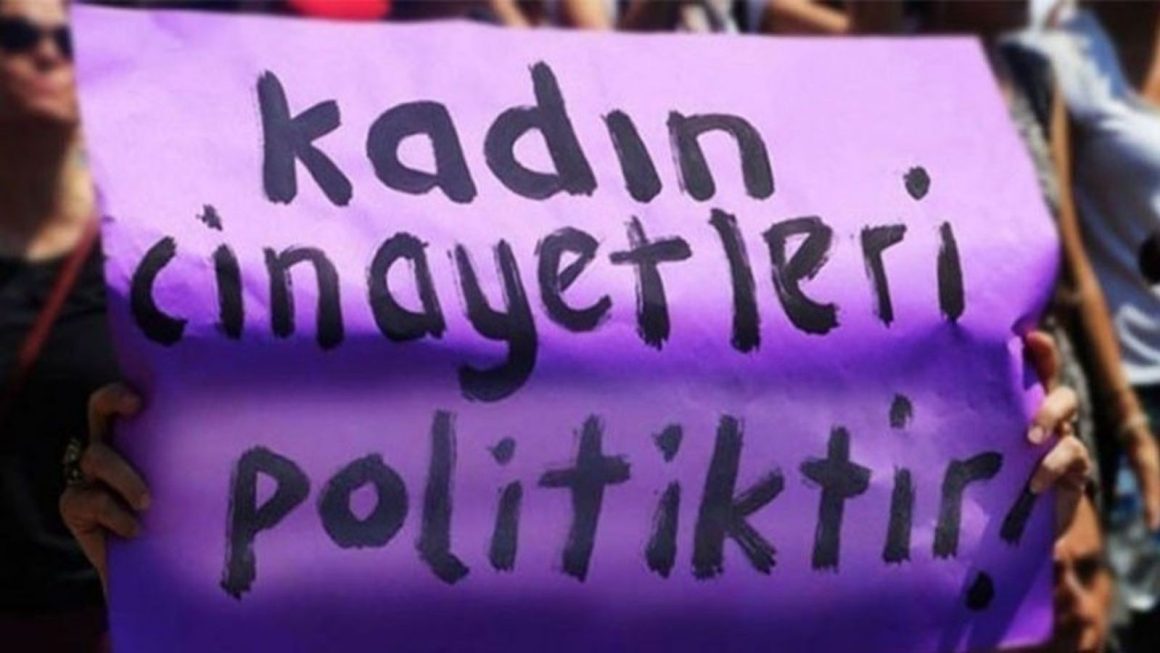 kadın
cinayetleri
politiktir!